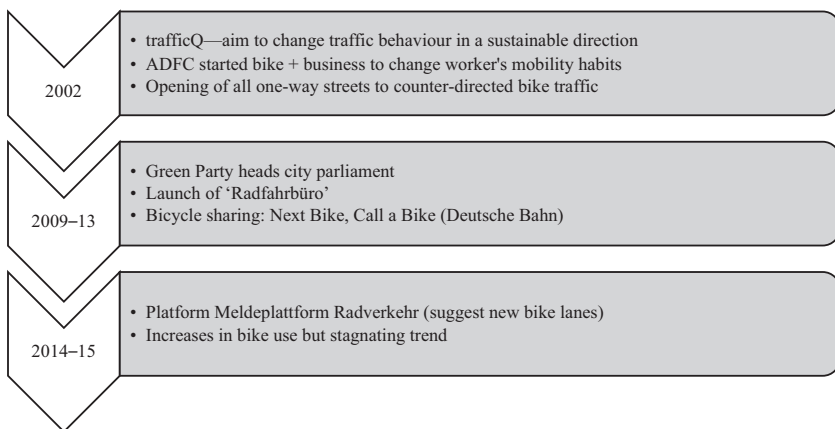 2002
• trafficQ—aim to change traffic behaviour in a sustainable direction
• ADFC started bike + business to change worker's mobility habits
• Opening of all one-way streets to counter-directed bike traffic
2009–13
• Green Party heads city parliament
• Launch of ‘Radfahrbüro’
• Bicycle sharing: Next Bike, Call a Bike (Deutsche Bahn)
2014–15
• Platform Meldeplattform Radverkehr (suggest new bike lanes)
• Increases in bike use but stagnating trend